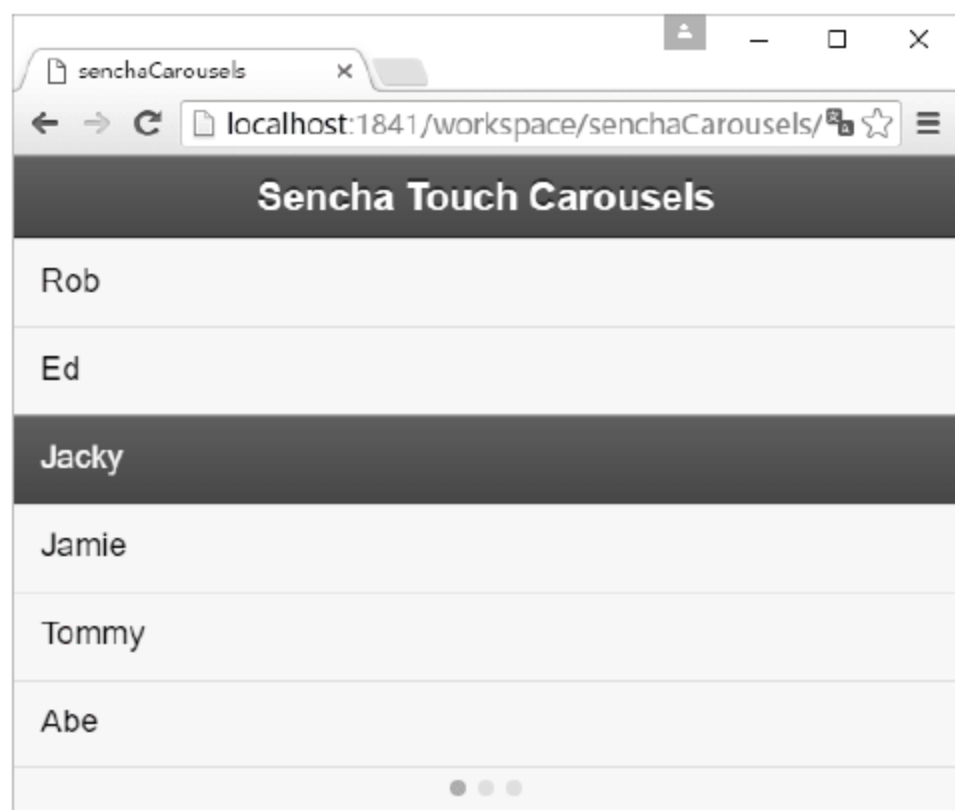 senchaCarousels
localhost:1841/workspace/senchaCarousels/
Sencha Touch Carousels
Rob
Ed
Jacky
Jamie
Tommy
Abe